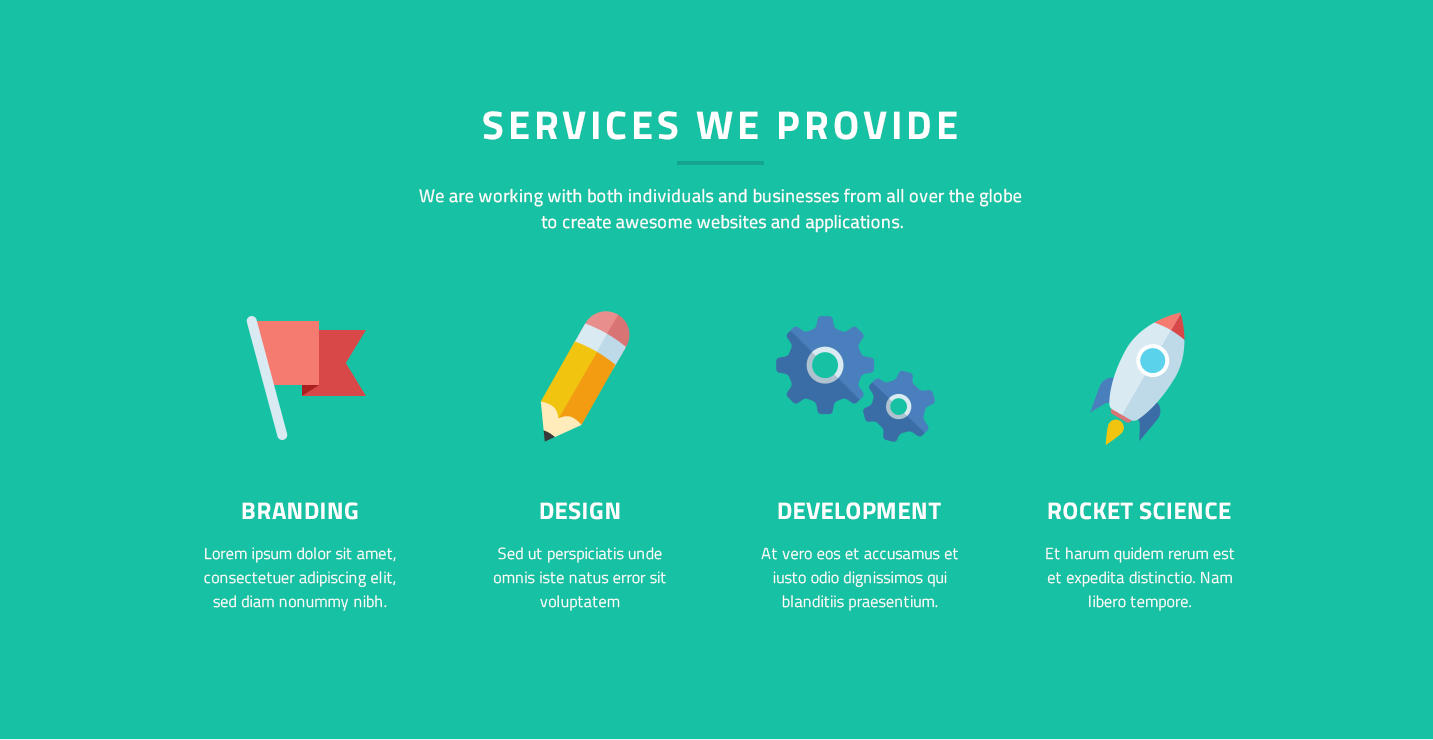 SERVICES WE PROVIDE
We are working with both individuals and businesses from all over the globe
to create awesome websites and applications.
BRANDING
Lorem ipsum dolor sit amet,
consectetuer adipiscing elit,
sed diam nonummy nibh.
DESIGN
Sed ut perspiciatis unde
omnis iste natus error sit
voluptatem
DEVELOPMENT
At vero eos et accusamus et
iusto odio dignissimos qui
blanditiis praesentium.
ROCKET SCIENCE
Et harum quidem rerum est
et expedita distinctio. Nam
libero tempore.